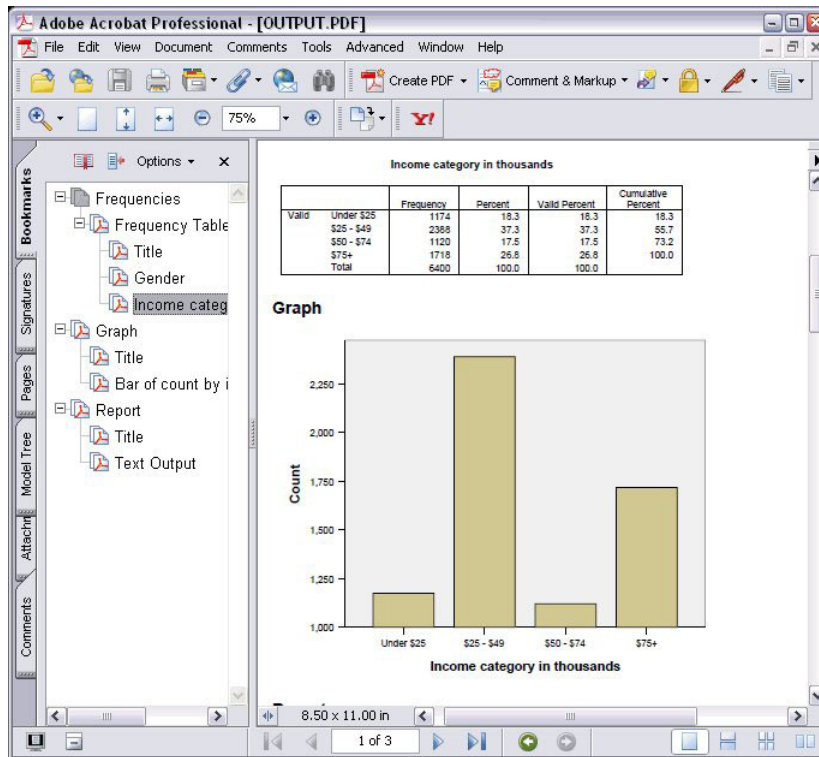 Adobe Acrobat Professional - [OUTPUT.PDF]
File Edit View Document Comments Tools Advanced Window Help
Create PDF Comment & Markup
75% Y!
Bookmarks
Signatures
Pages
Model Tree
Attachm
Comments
Options x
Frequencies
Frequency Table
Title
Gender
Income categ
Graph
Title
Bar of count by i
Report
Title
Text Output
Income category in thousands
Frequency Percent Valid Percent Cumulative Percent
Valid Under $25 1174 18.3 18.3 18.3
$25 - $49 2388 37.3 37.3 55.7
$50 - $74 1120 17.5 17.5 73.2
$75+ 1718 26.8 26.8 100.0
Total 6400 100.0 100.0
Graph
Count
2,250
2,000
1,750
1,500
1,250
1,000
Under $25 $25 - $49 $50 - $74 $75+
Income category in thousands
8.50 x 11.00 in
1 of 3